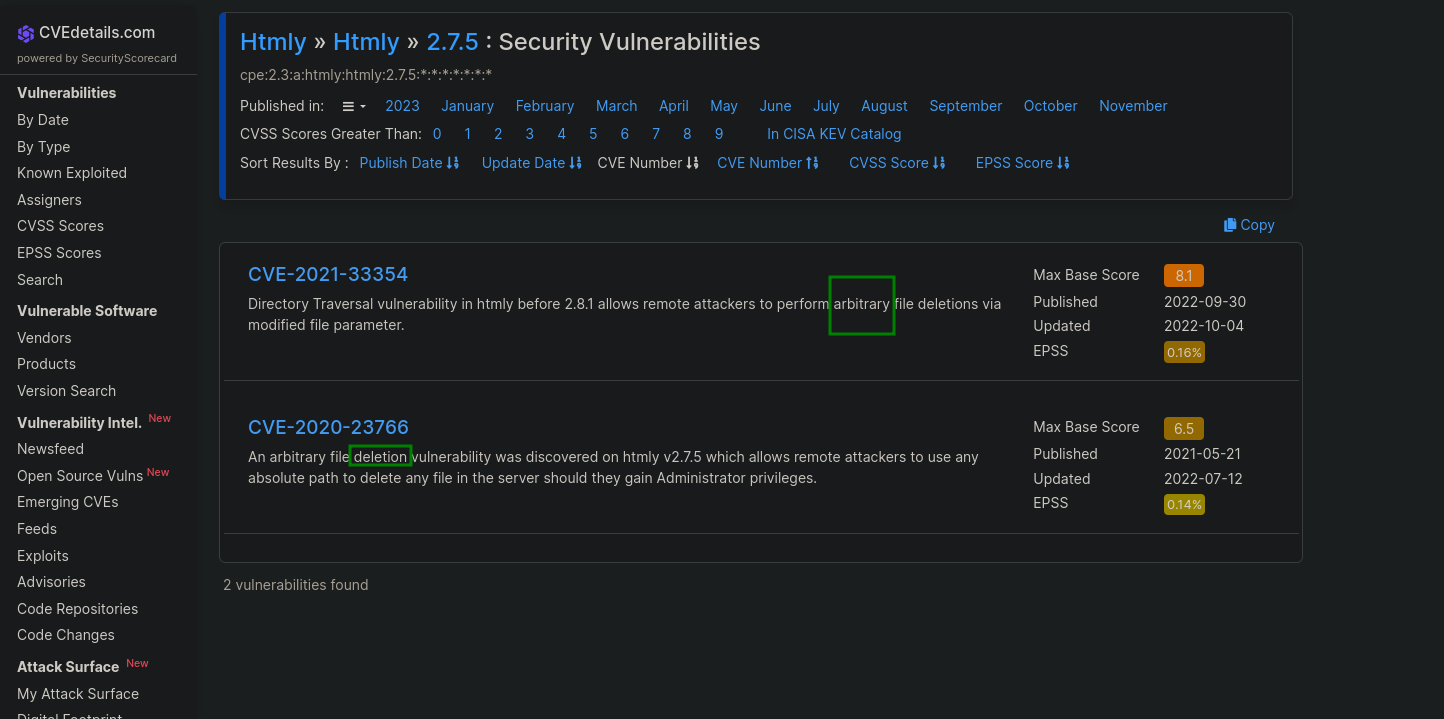 CVEdetails.com
powered by SecurityScorecard
Vulnerabilities
By Date
By Type
Known Exploited
Assigners
CVSS Scores
EPSS Scores
Search
Vulnerable Software
Vendors
Products
Version Search
Vulnerability Intel. New
Newsfeed
Open Source Vulns New
Emerging CVEs
Feeds
Exploits
Advisories
Code Repositories
Code Changes
Attack Surface New
My Attack Surface
Digital Footprint
Htmly » Htmly » 2.7.5 : Security Vulnerabilities
cpe:2.3:a:htmly:htmly:2.7.5:*:*:*:*:*:*:*
Published in: 2023 January February March April May June July August September October November
CVSS Scores Greater Than: 0 1 2 3 4 5 6 7 8 9 In CISA KEV Catalog
Sort Results By : Publish Date Update Date CVE Number CVE Number CVSS Score EPSS Score
Copy
CVE-2021-33354
Directory Traversal vulnerability in htmly before 2.8.1 allows remote attackers to perform arbitrary file deletions via
modified file parameter.
Max Base Score 8.1
Published 2022-09-30
Updated 2022-10-04
EPSS 0.16%
CVE-2020-23766
An arbitrary file deletion vulnerability was discovered on htmly v2.7.5 which allows remote attackers to use any
absolute path to delete any file in the server should they gain Administrator privileges.
Max Base Score 6.5
Published 2021-05-21
Updated 2022-07-12
EPSS 0.14%
2 vulnerabilities found